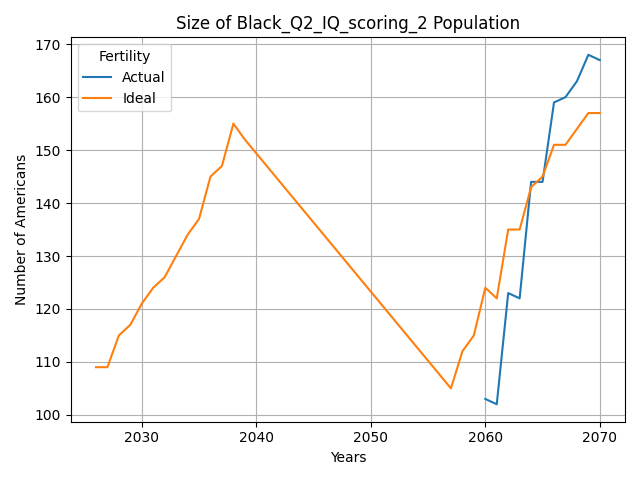 Size of Black_Q2_IQ_scoring_2 Population
Number of Americans
170
160
150
140
130
120
110
100
Fertility
Actual
Ideal
2030 2040 2050 2060 2070
Years